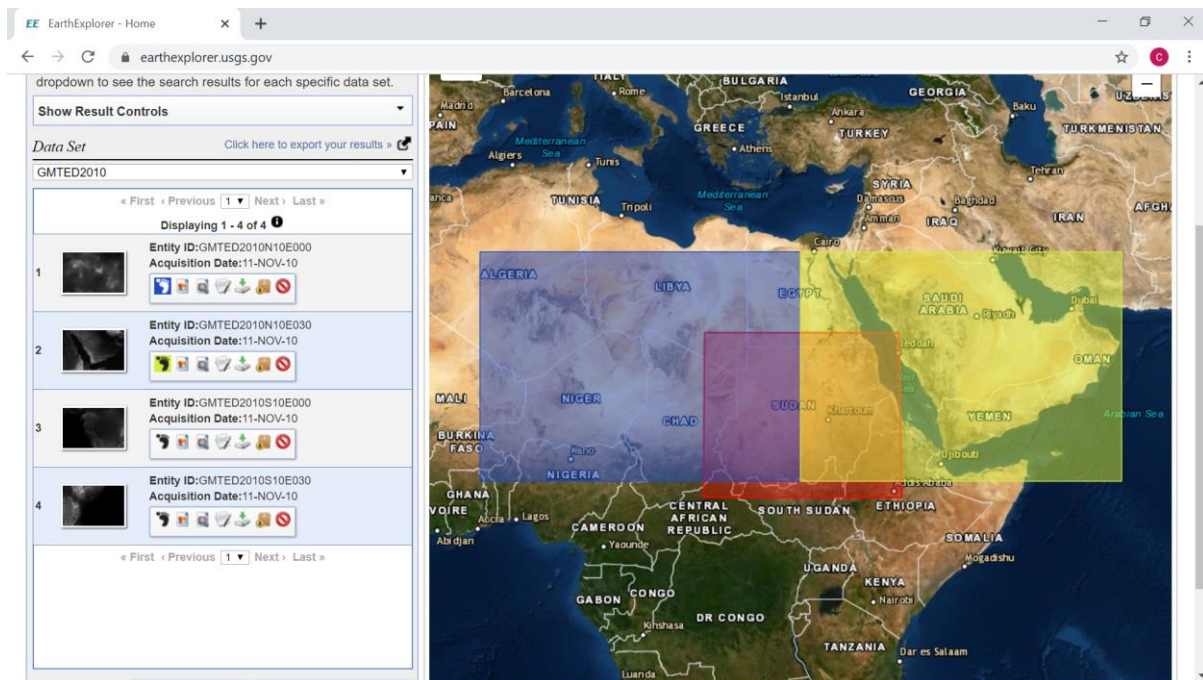 EE EarthExplorer - Home
earthexplorer.usgs.gov
C
dropdown to see the search results for each specific data set.
Show Result Controls
Data Set
Click here to export your results »
GMTED2010
« First ‹ Previous 1 Next › Last »
Displaying 1 - 4 of 4
1
Entity ID:GMTED2010N10E000
Acquisition Date:11-NOV-10
2
Entity ID:GMTED2010N10E030
Acquisition Date:11-NOV-10
3
Entity ID:GMTED2010S10E000
Acquisition Date:11-NOV-10
4
Entity ID:GMTED2010S10E030
Acquisition Date:11-NOV-10
« First ‹ Previous 1 Next › Last »
ITALY
BULGARIA
GEORGIA
Barcelona
Rome
Istanbul
Baku
Madrid
Ankara
PAIN
GREECE
TURKEY
TURKMENISTAN
Mediterranean
Sea
Algiers
Tunis
Athens
Tehran
SYRIA
TUNISIA
Tripoli
Mediterranean
Sea
Damascus
Baghdad
anca
AFGH
Amman
IRAQ
IRAN
Cairo
Kuwait City
ALGERIA
LIBYA
EGYPT
SAUDI
ARABIA
Riyadh
Dubai
Jeddah
OMAN
Red
Sea
MALI
NIGER
CHAD
SUDAN
Khartoum
YEMEN
Arabian Sea
BURKINA
FASO
Kano
Djibouti
NIGERIA
Addis Ababa
GHANA
CENTRAL
AFRICAN
REPUBLIC
SOUTH SUDAN
ETHIOPIA
VOIRE
Accra
Lagos
CAMEROON
Abidjan
Yaounde
SOMALIA
Mogadishu
UGANDA
KENYA
GABON
CONGO
Nairobi
DR CONGO
Kinshasa
TANZANIA
Dar es Salaam
Luanda